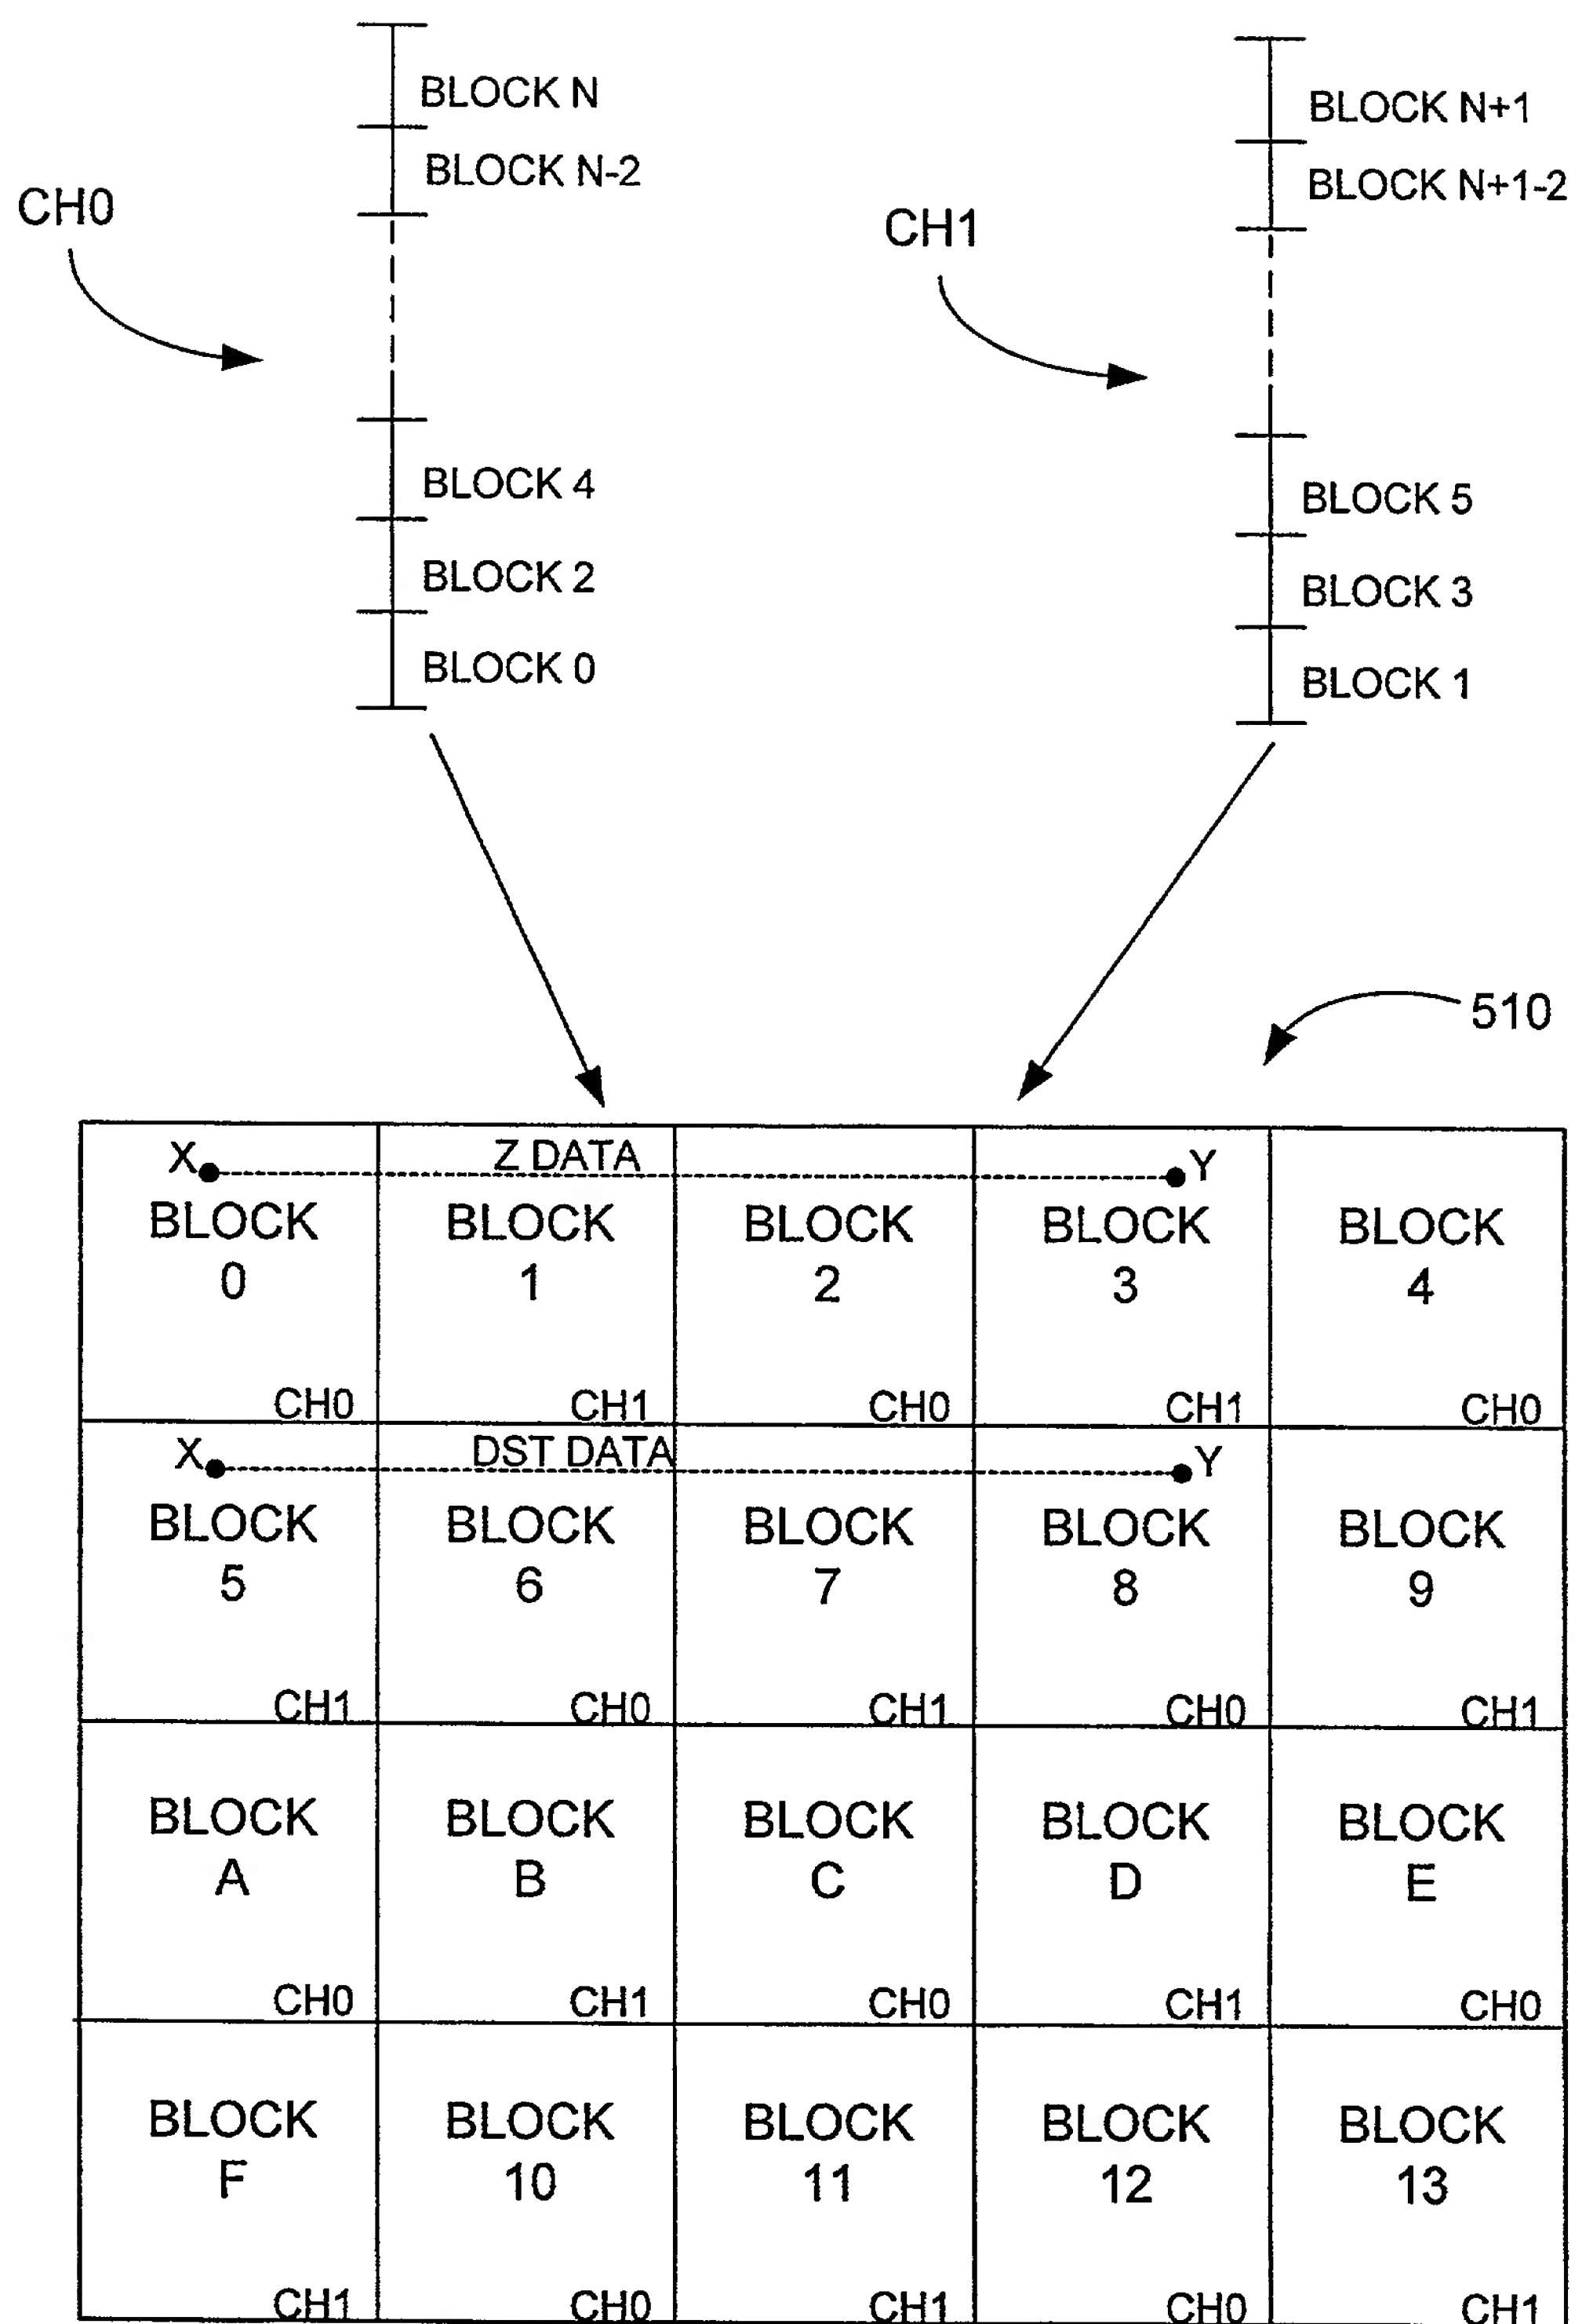 BLOCK N
BLOCK N-2
CH0
BLOCK 4
BLOCK 2
BLOCK 0
BLOCK N+1
BLOCK N+1-2
CH1
BLOCK 5
BLOCK 3
BLOCK 1
510
X Z DATA Y
BLOCK 0 CH0
BLOCK 1 CH1
BLOCK 2 CH0
BLOCK 3 CH1
BLOCK 4 CH0
X DST DATA Y
BLOCK 5 CH1
BLOCK 6 CH0
BLOCK 7 CH1
BLOCK 8 CH0
BLOCK 9 CH1
BLOCK A CH0
BLOCK B CH1
BLOCK C CH0
BLOCK D CH1
BLOCK E CH0
BLOCK F CH1
BLOCK 10 CH0
BLOCK 11 CH1
BLOCK 12 CH0
BLOCK 13 CH1